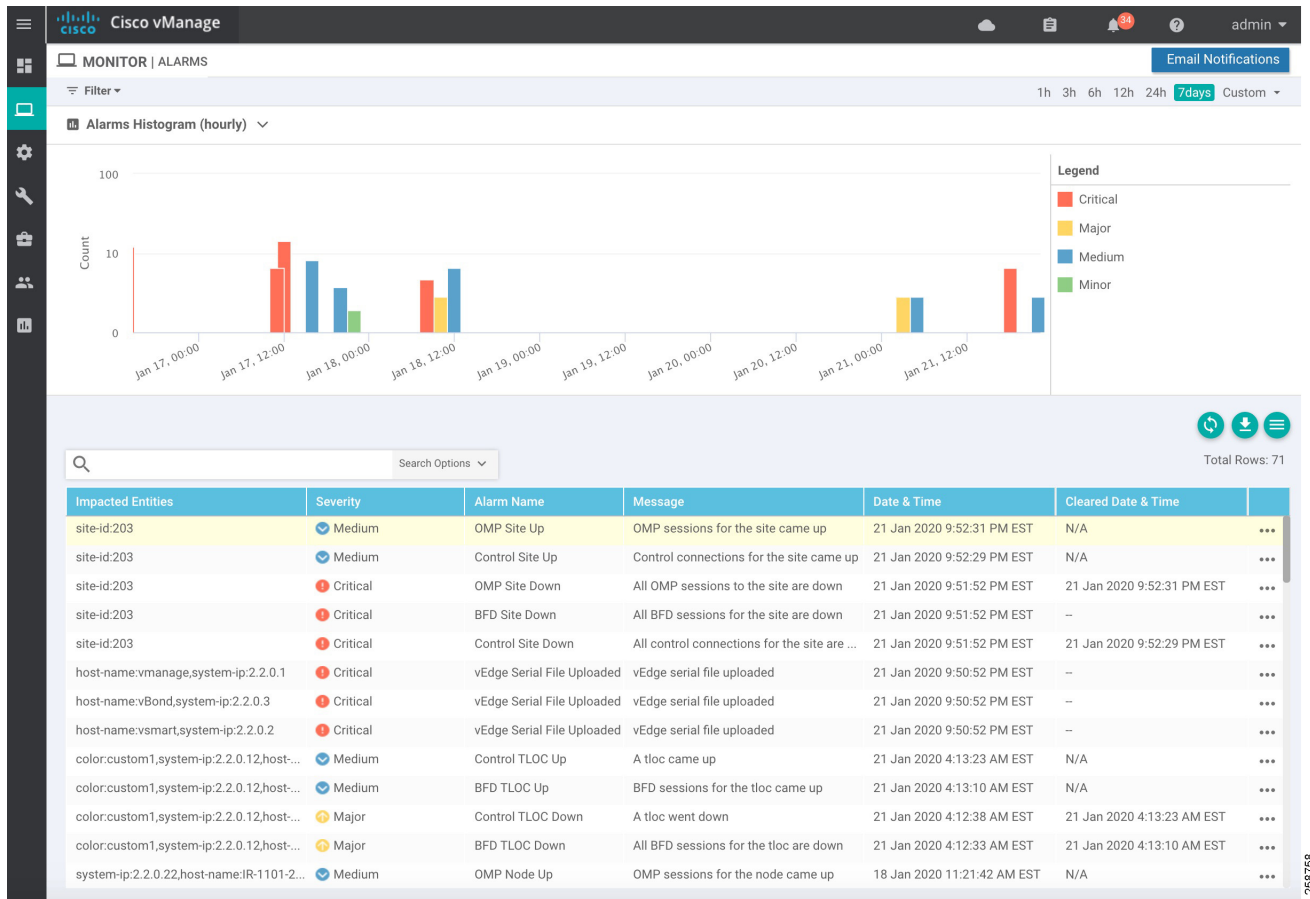 cisco Cisco vManage 34 admin
MONITOR | ALARMS
Email Notifications
Filter
1h 3h 6h 12h 24h 7days Custom
Alarms Histogram (hourly)
100
10
0
Count
Jan 17, 00:00
Jan 17, 12:00
Jan 18, 00:00
Jan 18, 12:00
Jan 19, 00:00
Jan 19, 12:00
Jan 20, 00:00
Jan 20, 12:00
Jan 21, 00:00
Jan 21, 12:00
Legend
Critical
Major
Medium
Minor
Search Options
Total Rows: 71
Impacted Entities Severity Alarm Name Message Date & Time Cleared Date & Time
site-id:203 Medium OMP Site Up OMP sessions for the site came up 21 Jan 2020 9:52:31 PM EST N/A
site-id:203 Medium Control Site Up Control connections for the site came up 21 Jan 2020 9:52:29 PM EST N/A
site-id:203 Critical OMP Site Down All OMP sessions to the site are down 21 Jan 2020 9:51:52 PM EST 21 Jan 2020 9:52:31 PM EST
site-id:203 Critical BFD Site Down All BFD sessions for the site are down 21 Jan 2020 9:51:52 PM EST --
site-id:203 Critical Control Site Down All control connections for the site are ... 21 Jan 2020 9:51:52 PM EST 21 Jan 2020 9:52:29 PM EST
host-name:vmanage,system-ip:2.2.0.1 Critical vEdge Serial File Uploaded vEdge serial file uploaded 21 Jan 2020 9:50:52 PM EST --
host-name:vBond,system-ip:2.2.0.3 Critical vEdge Serial File Uploaded vEdge serial file uploaded 21 Jan 2020 9:50:52 PM EST --
host-name:vsmart,system-ip:2.2.0.2 Critical vEdge Serial File Uploaded vEdge serial file uploaded 21 Jan 2020 9:50:52 PM EST --
color:custom1,system-ip:2.2.0.12,host-... Medium Control TLOC Up A tloc came up 21 Jan 2020 4:13:23 AM EST N/A
color:custom1,system-ip:2.2.0.12,host-... Medium BFD TLOC Up BFD sessions for the tloc came up 21 Jan 2020 4:13:10 AM EST N/A
color:custom1,system-ip:2.2.0.12,host-... Major Control TLOC Down A tloc went down 21 Jan 2020 4:12:38 AM EST 21 Jan 2020 4:13:23 AM EST
color:custom1,system-ip:2.2.0.12,host-... Major BFD TLOC Down All BFD sessions for the tloc are down 21 Jan 2020 4:12:33 AM EST 21 Jan 2020 4:13:10 AM EST
system-ip:2.2.0.22,host-name:IR-1101-2... Medium OMP Node Up OMP sessions for the node came up 18 Jan 2020 11:21:42 AM EST N/A